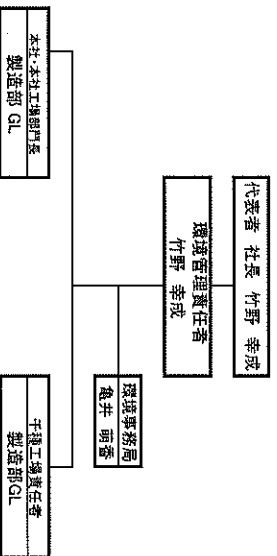 代表者 社長 竹野 幸成
環境管理責任者
竹野 幸成
環境事務局
亀井 萌香
本社・本社工場部門長
製造部 GL
千種工場責任者
製造部GL